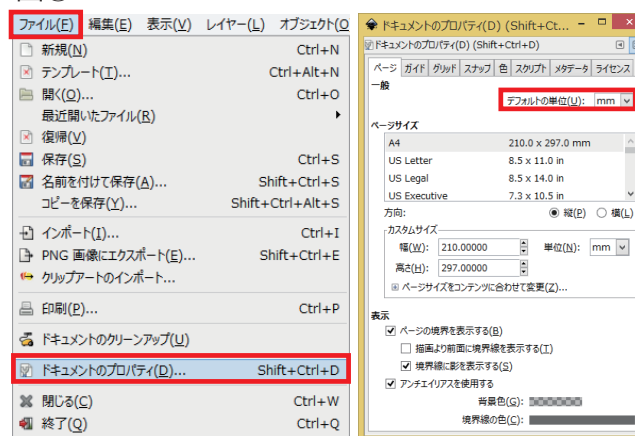 ファイル(F) 編集(E) 表示(V) レイヤー(L) オブジェクト(O
新規(N) Ctrl+N
テンプレート(T)... Ctrl+Alt+N
開く(O)... Ctrl+O
最近開いたファイル(R)
復帰(V)
保存(S) Ctrl+S
名前を付けて保存(A)... Shift+Ctrl+S
コピーを保存(Y)... Shift+Ctrl+Alt+S
インポート(I)... Ctrl+I
PNG 画像にエクスポート(E)... Shift+Ctrl+E
クリップアートのインポート...
印刷(P)... Ctrl+P
ドキュメントのクリーンアップ(U)
ドキュメントのプロパティ(D)... Shift+Ctrl+D
閉じる(C) Ctrl+W
終了(Q) Ctrl+Q
ドキュメントのプロパティ(D) (Shift+Ct...
ドキュメントのプロパティ(D) (Shift+Ctrl+D)
ページ ガイド グリッド スナップ 色 スクリプト メタデータ ライセンス
一般
デフォルトの単位(U): mm
ページサイズ
A4 210.0 x 297.0 mm
US Letter 8.5 x 11.0 in
US Legal 8.5 x 14.0 in
US Executive 7.3 x 10.5 in
方向: 縦(P) 横(L)
カスタムサイズ
幅(W): 210.00000 単位(N): mm
高さ(H): 297.00000
ページサイズをコンテンツに合わせて変更(Z)...
表示
ページの境界を表示する(B)
描画より前面に境界線を表示する(T)
境界線に影を表示する(S)
アンチエイリアスを使用する
背景色(G):
境界線の色(C):